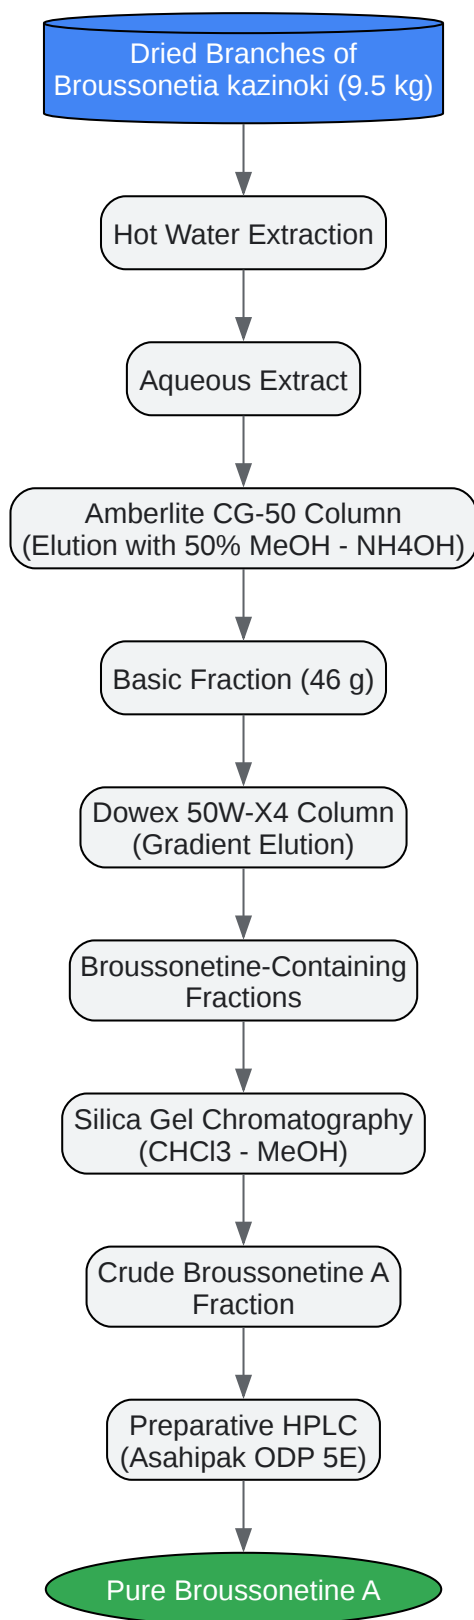 Dried Branches of
Broussonetia kazinoki (9.5 kg)
Hot Water Extraction
Aqueous Extract
Amberlite CG-50 Column
(Elution with 50% MeOH - NH4OH)
Basic Fraction (46 g)
Dowex 50W-X4 Column
(Gradient Elution)
Broussonetine-Containing
Fractions
Silica Gel Chromatography
(CHCl3 - MeOH)
Crude Broussonetine A
Fraction
Preparative HPLC
(Asahipak ODP 5E)
Pure Broussonetine A